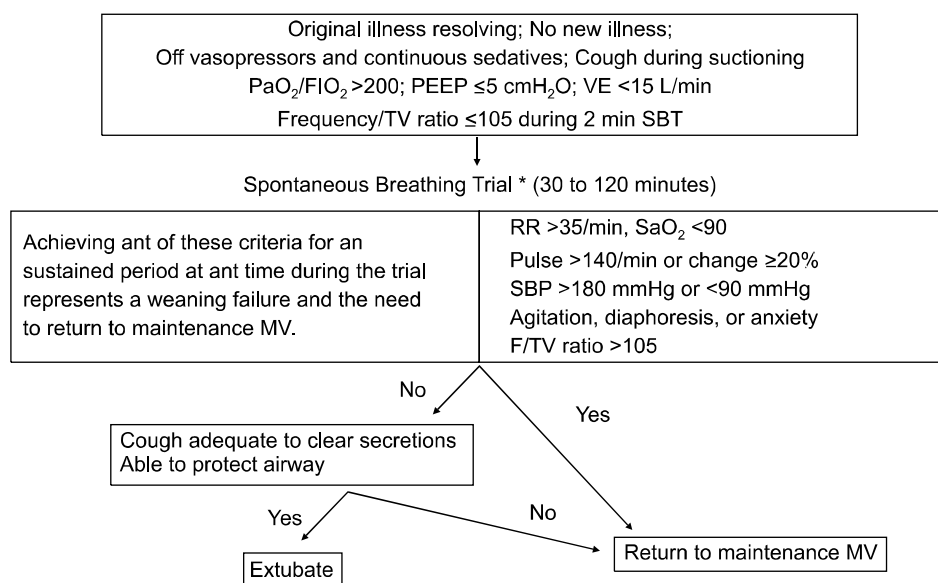 Original illness resolving; No new illness;
Off vasopressors and continuous sedatives; Cough during suctioning
PaO₂/FIO₂ >200; PEEP ≤5 cmH₂O; VE <15 L/min
Frequency/TV ratio ≤105 during 2 min SBT
Spontaneous Breathing Trial * (30 to 120 minutes)
Achieving ant of these criteria for an
sustained period at ant time during the trial
represents a weaning failure and the need
to return to maintenance MV.
RR >35/min, SaO₂ <90
Pulse >140/min or change ≥20%
SBP >180 mmHg or <90 mmHg
Agitation, diaphoresis, or anxiety
F/TV ratio >105
No
Yes
Cough adequate to clear secretions
Able to protect airway
Yes
No
Extubate
Return to maintenance MV